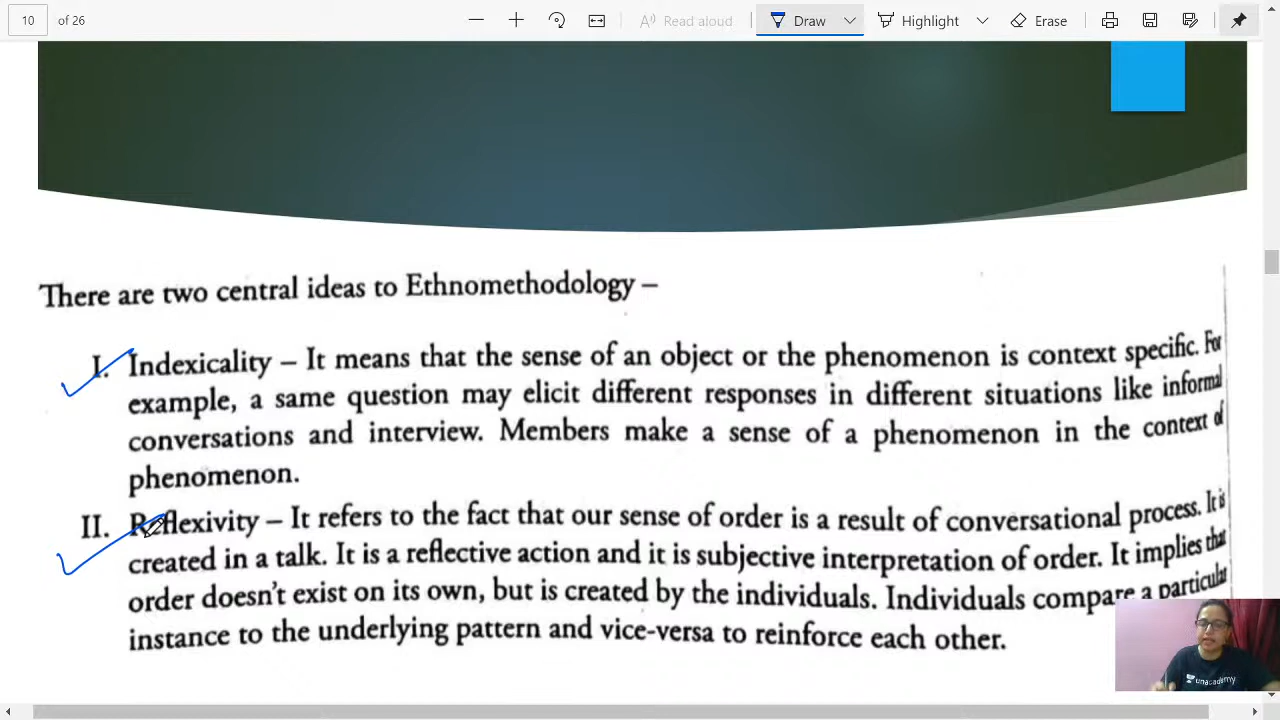 10 of 26 Read aloud Draw Highlight Erase
There are two central ideas to Ethnomethodology –
I. Indexicality – It means that the sense of an object or the phenomenon is context specific. For
example, a same question may elicit different responses in different situations like informal
conversations and interview. Members make a sense of a phenomenon in the context of
phenomenon.
II. Reflexivity – It refers to the fact that our sense of order is a result of conversational process. It is
created in a talk. It is a reflective action and it is subjective interpretation of order. It implies that
order doesn't exist on its own, but is created by the individuals. Individuals compare a particular
instance to the underlying pattern and vice-versa to reinforce each other.
unacademy